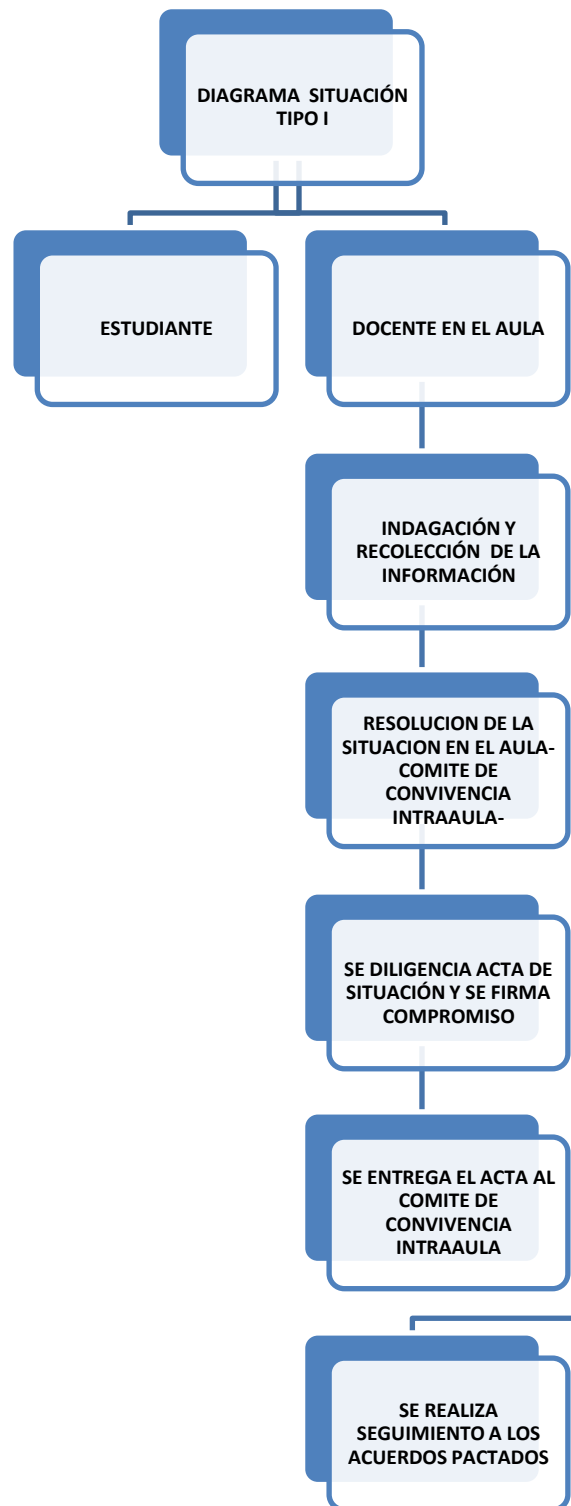 DIAGRAMA SITUACIÓN
TIPO I
ESTUDIANTE
DOCENTE EN EL AULA
INDAGACIÓN Y
RECOLECCIÓN DE LA
INFORMACIÓN
RESOLUCION DE LA
SITUACION EN EL AULA-
COMITE DE
CONVIVENCIA
INTRAAULA-
SE DILIGENCIA ACTA DE
SITUACIÓN Y SE FIRMA
COMPROMISO
SE ENTREGA EL ACTA AL
COMITE DE
CONVIVENCIA
INTRAAULA
SE REALIZA
SEGUIMIENTO A LOS
ACUERDOS PACTADOS